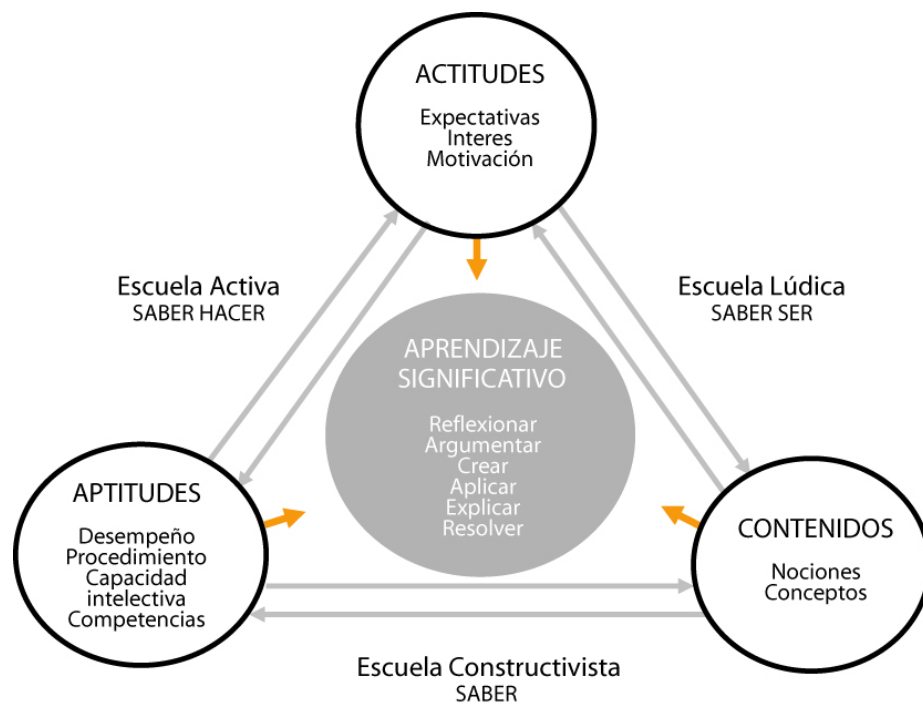 ACTITUDES
Expectativas
Interes
Motivación
Escuela Activa
SABER HACER
Escuela Lúdica
SABER SER
APRENDIZAJE
SIGNIFICATIVO
Reflexionar
Argumentar
Crear
Aplicar
Explicar
Resolver
APTITUDES
Desempeño
Procedimiento
Capacidad
intelectiva
Competencias
CONTENIDOS
Nociones
Conceptos
Escuela Constructivista
SABER